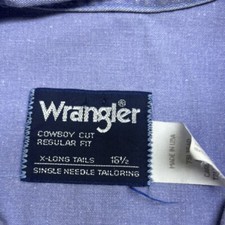 Wrangler®
COWBOY CUT
REGULAR FIT
X-LONG TAILS 16½
SINGLE NEEDLE TAILORING
MADE IN USA